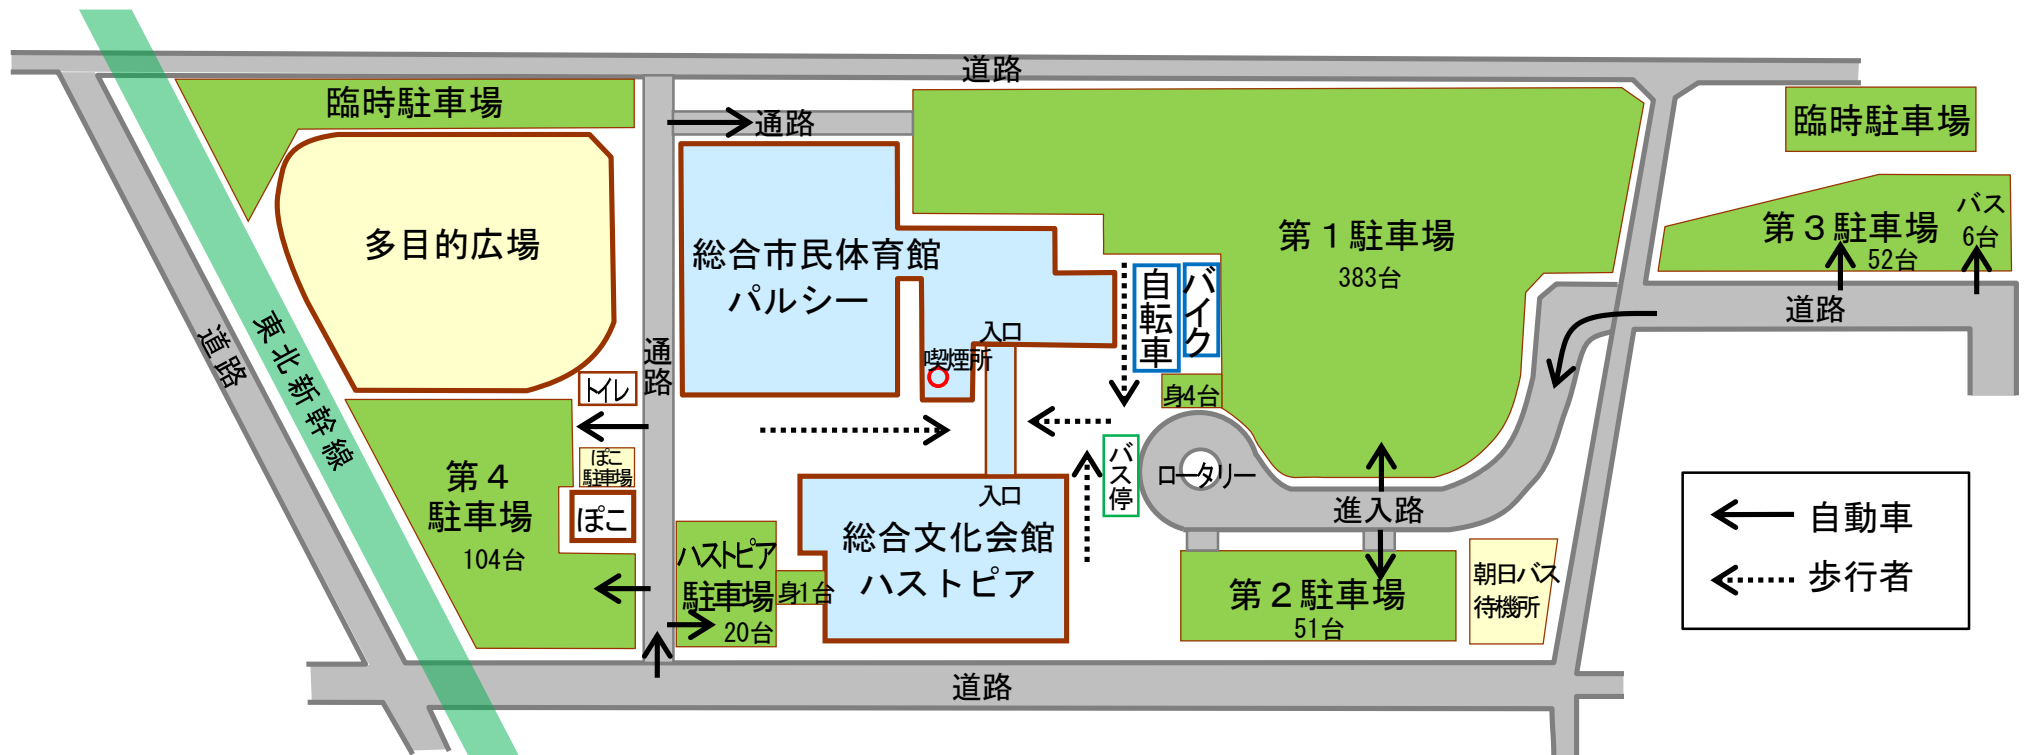 道路
臨時駐車場
通路
臨時駐車場
多目的広場
総合市民体育館
パルシー
第１駐車場
383台
第３駐車場
52台
バス
6台
自転車
バイク
道路
道路
東北新幹線
通路
入口
喫煙所
トイレ
身4台
第４
駐車場
104台
ぽこ
駐車場
ぽこ
バス停
ロータリー
進入路
入口
総合文化会館
ハストピア
ハストピア
駐車場
20台
身1台
第２駐車場
51台
朝日バス
待機所
自動車
歩行者
道路